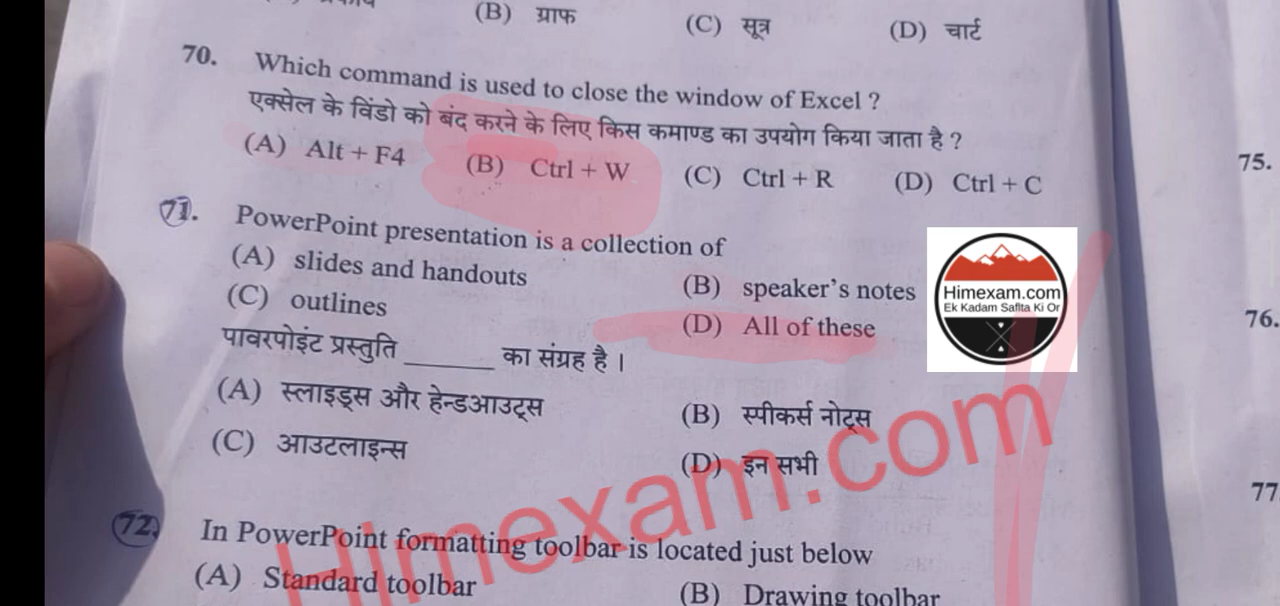 (B) ग्राफ (C) सूत्र (D) चार्ट
70. Which command is used to close the window of Excel ?
एक्सेल के विंडो को बंद करने के लिए किस कमाण्ड का उपयोग किया जाता है ?
(A) Alt + F4 (B) Ctrl + W (C) Ctrl + R (D) Ctrl + C
71. PowerPoint presentation is a collection of
(A) slides and handouts (B) speaker's notes
(C) outlines (D) All of these
पावरपोइंट प्रस्तुति ______ का संग्रह है ।
(A) स्लाइड्स और हेन्डआउट्स (B) स्पीकर्स नोट्स
(C) आउटलाइन्स (D) इन सभी
72. In PowerPoint formatting toolbar is located just below
(A) Standard toolbar (B) Drawing toolbar
75.
76.
77
Himexam.com
Ek Kadam Saflta Ki Or
Himexam.com